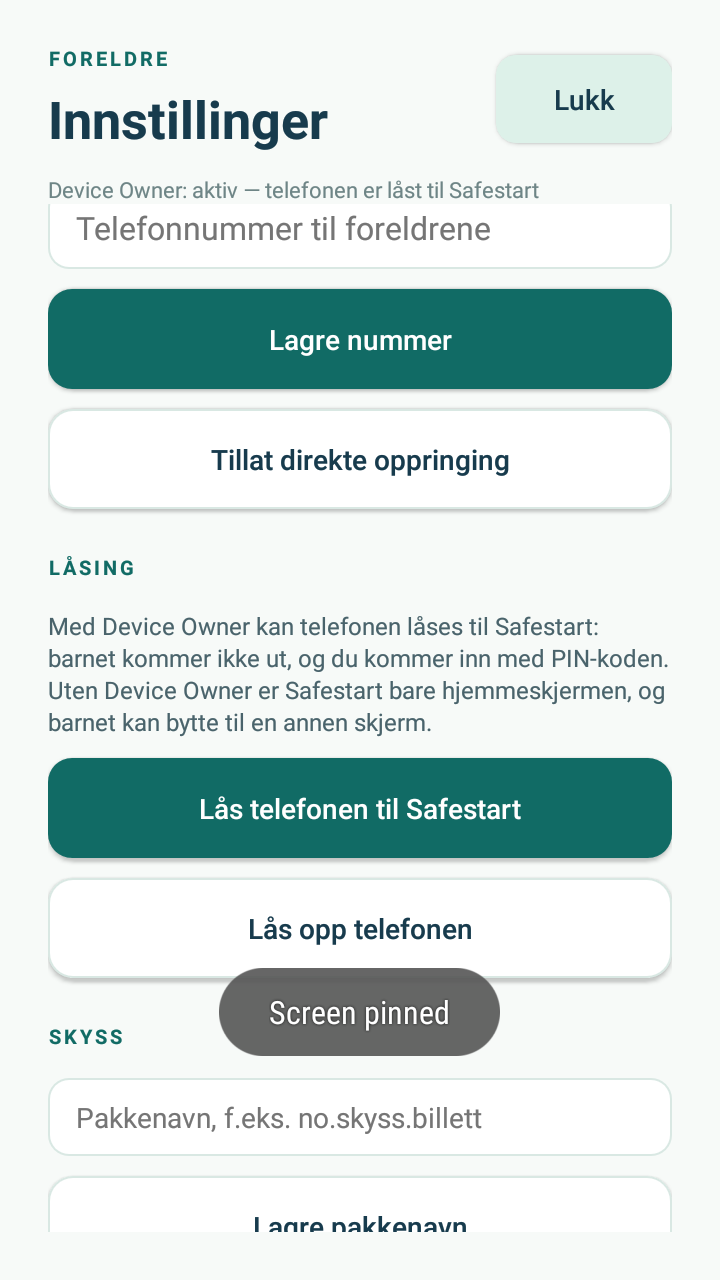 FORELDRE
Innstillinger
Lukk
Device Owner: aktiv — telefonen er låst til Safestart
Telefonnummer til foreldrene
Lagre nummer
Tillat direkte oppringing
LÅSING
Med Device Owner kan telefonen låses til Safestart:
barnet kommer ikke ut, og du kommer inn med PIN-koden.
Uten Device Owner er Safestart bare hjemmeskjermen, og
barnet kan bytte til en annen skjerm.
Lås telefonen til Safestart
Lås opp telefonen
Screen pinned
SKYSS
Pakkenavn, f.eks. no.skyss.billett
Lagre pakkenavn